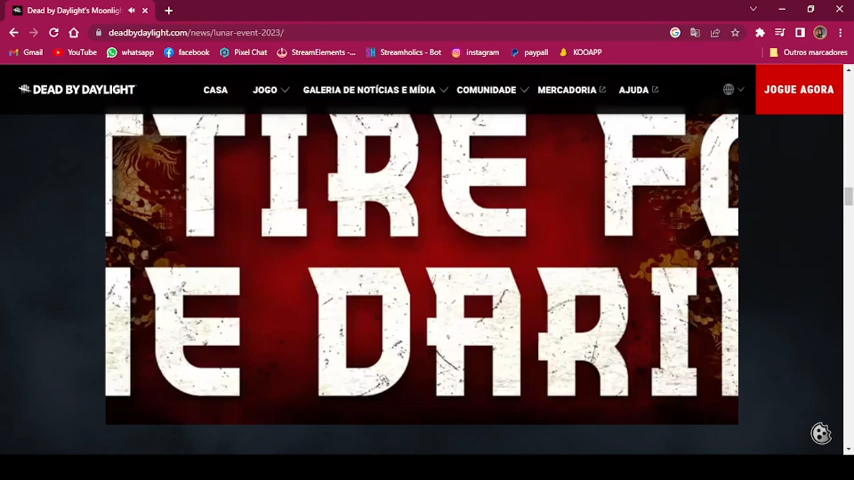 Dead by Daylight's Moonligh
deadbydaylight.com/news/lunar-event-2023/
Gmail YouTube whatsapp facebook Pixel Chat StreamElements -... Streamholics - Bot instagram paypall KOOAPP Outros marcadores
DEAD BY DAYLIGHT CASA JOGO GALERIA DE NOTÍCIAS E MÍDIA COMUNIDADE MERCADORIA AJUDA JOGUE AGORA
TIRE FO
E DARI